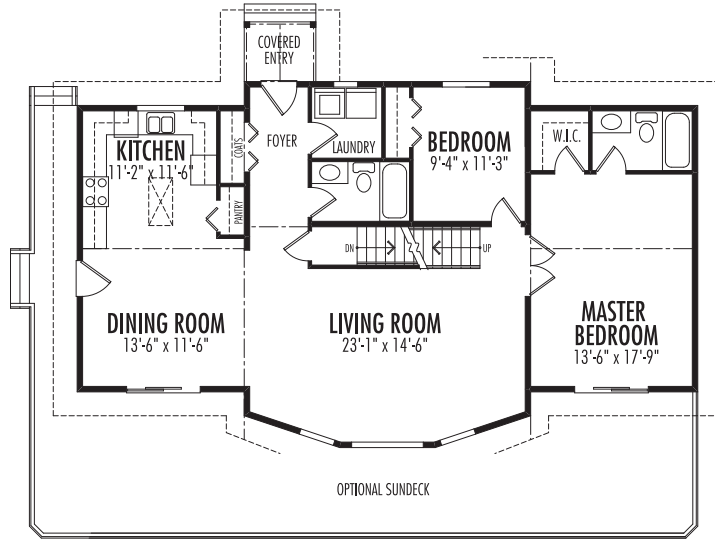 COVERED
ENTRY
KITCHEN
11'-2" x 11'-6"
COATS
FOYER
LAUNDRY
BEDROOM
9'-4" x 11'-3"
W.I.C.
PANTRY
DN
UP
DINING ROOM
13'-6" x 11'-6"
LIVING ROOM
23'-1" x 14'-6"
MASTER
BEDROOM
13'-6" x 17'-9"
OPTIONAL SUNDECK